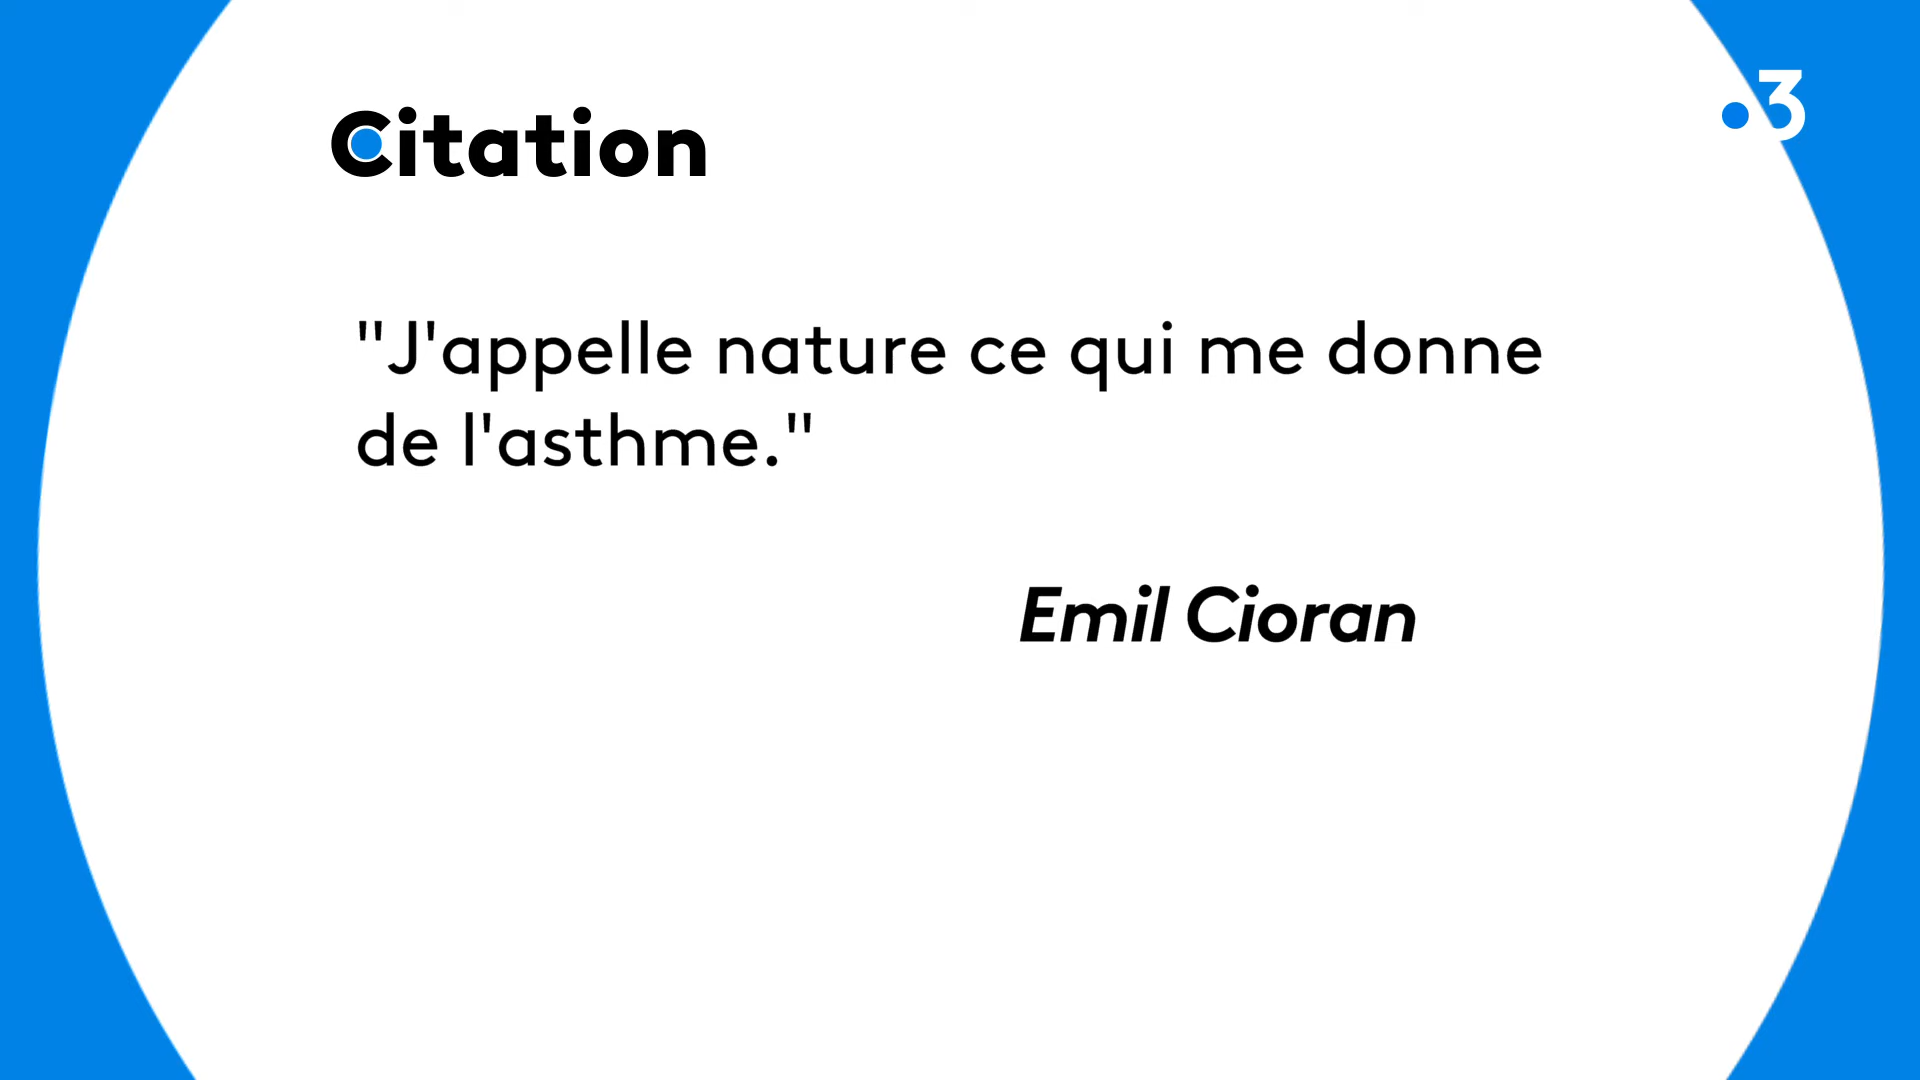 3
Citation
"J'appelle nature ce qui me donne
de l'asthme."
Emil Cioran